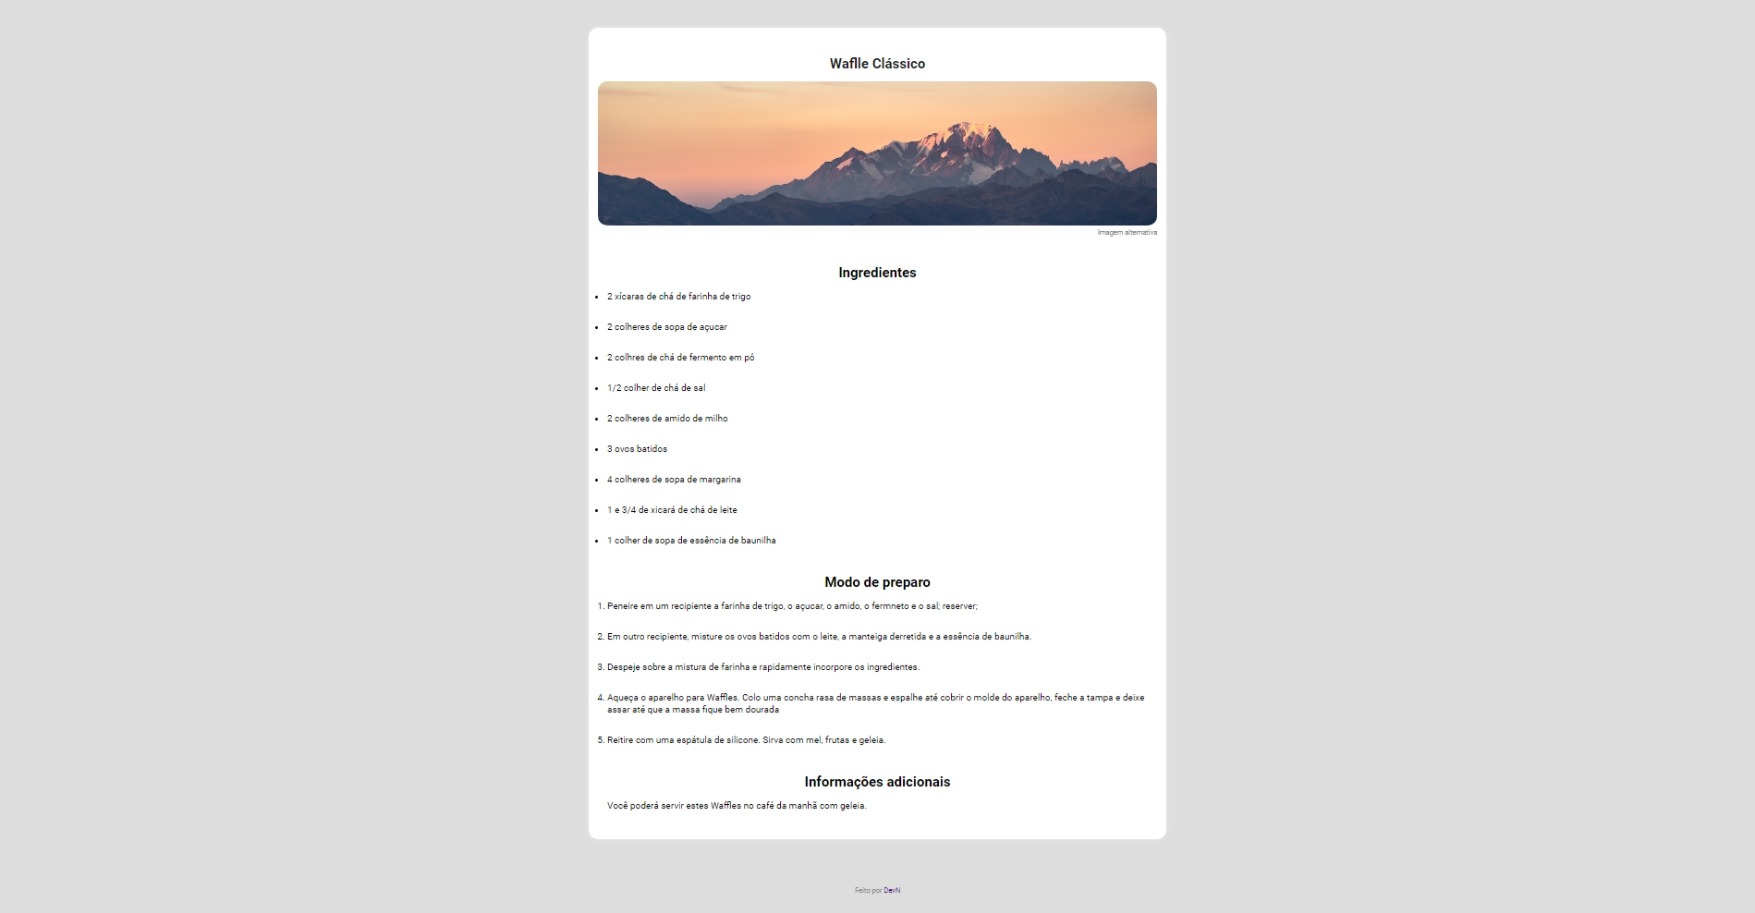 Waflle Clássico
Imagem alternativa
Ingredientes
• 2 xícaras de chá de farinha de trigo
• 2 colheres de sopa de açucar
• 2 colhres de chá de fermento em pó
• 1/2 colher de chá de sal
• 2 colheres de amido de milho
• 3 ovos batidos
• 4 colheres de sopa de margarina
• 1 e 3/4 de xicará de chá de leite
• 1 colher de sopa de essência de baunilha
Modo de preparo
1. Peneire em um recipiente a farinha de trigo, o açucar, o amido, o fermneto e o sal; reserver;
2. Em outro recipiente, misture os ovos batidos com o leite, a manteiga derretida e a essência de baunilha.
3. Despeje sobre a mistura de farinha e rapidamente incorpore os ingredientes.
4. Aqueça o aparelho para Waffles. Colo uma concha rasa de massas e espalhe até cobrir o molde do aparelho, feche a tampa e deixe
assar até que a massa fique bem dourada
5. Reitire com uma espátula de silicone. Sirva com mel, frutas e geleia.
Informações adicionais
Você poderá servir estes Waffles no café da manhã com geleia.
Feito por DevN